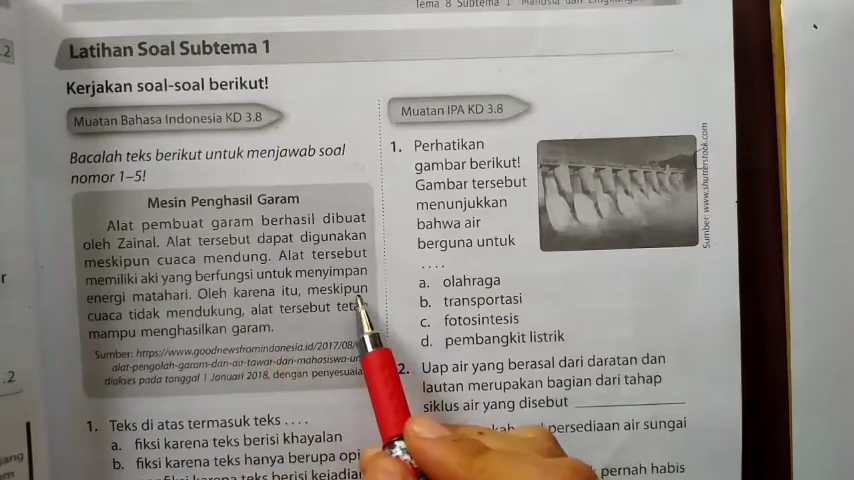 Tema 8 Subtema 1 Manusia dan Lingkungan
.2
Latihan Soal Subtema 1
Kerjakan soal-soal berikut!
Muatan Bahasa Indonesia KD 3.8
Bacalah teks berikut untuk menjawab soal
nomor 1–5!
Mesin Penghasil Garam
Alat pembuat garam berhasil dibuat
oleh Zainal. Alat tersebut dapat digunakan
meskipun cuaca mendung. Alat tersebut
memiliki aki yang berfungsi untuk menyimpan
energi matahari. Oleh karena itu, meskipun
cuaca tidak mendukung, alat tersebut
mampu menghasilkan garam.
Sumber: https://www.goodnewsfromindonesia.id/2017/08/
alat-pengolah-garam-dan-air-tawar-dari-mahasiswa-un
diakses pada tanggal 1 Januari 2018, dengan penyesuaia
1. Teks di atas termasuk teks . . . .
a. fiksi karena teks berisi khayalan
b. fiksi karena teks hanya berupa opi
karena teks berisi kejadia
Muatan IPA KD 3.8
1. Perhatikan
gambar berikut!
Gambar tersebut
menunjukkan
bahwa air
berguna untuk
. . . .
a. olahraga
b. transportasi
c. fotosintesis
d. pembangkit listrik
Sumber: www.shutterstock.com
2. Uap air yang berasal dari daratan dan
lautan merupakan bagian dari tahap
siklus air yang disebut
persediaan air sungai
pernah habis
.2